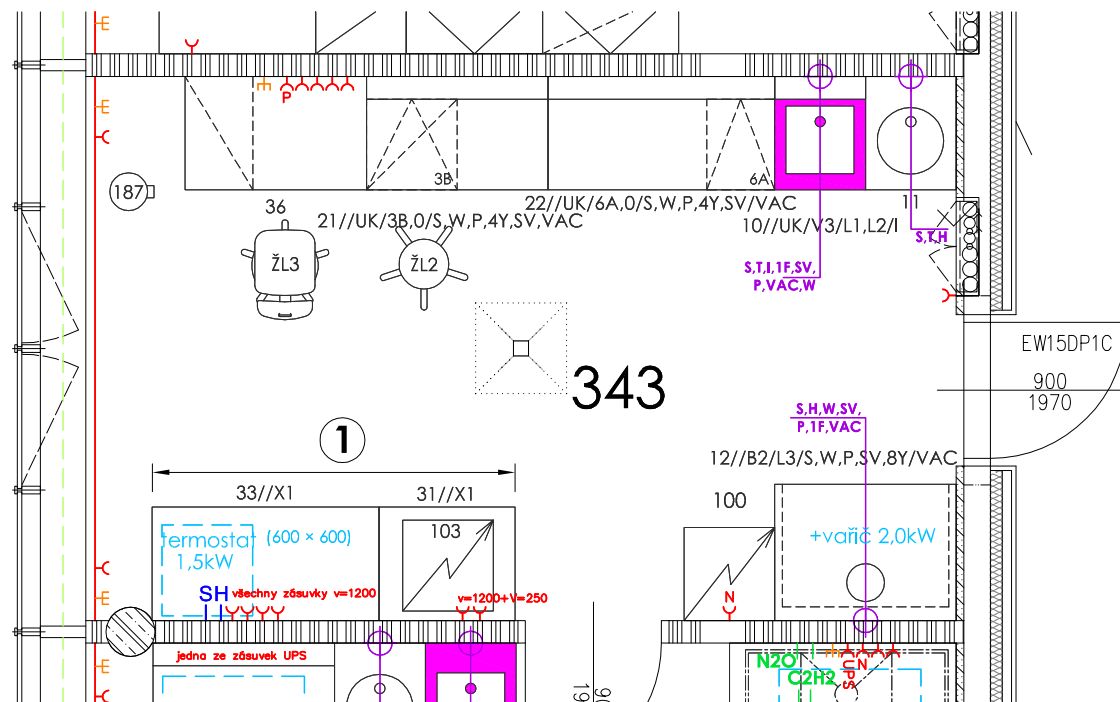 E
P
E
3B
6A
187
36
22//UK/6A,0/S,W,P,4Y,SV/VAC
11
21//UK/3B,0/S,W,P,4Y,SV,VAC
10//UK/V3/L1,L2/I
S,T,H
ŽL3
ŽL2
S,T,I,1F,SV,
P,VAC,W
EW15DP1C
343
900
1970
S,H,W,SV,
P,1F,VAC
1
12//B2/L3/S,W,P,SV,8Y/VAC
33//X1
31//X1
100
103
termostat
(600 × 600)
1,5kW
+vařič 2,0kW
E
SH
všechny zásuvky v=1200
v=1200+V=250
N
jedna ze zásuvek UPS
E
N2O
UPS
N
C2H2